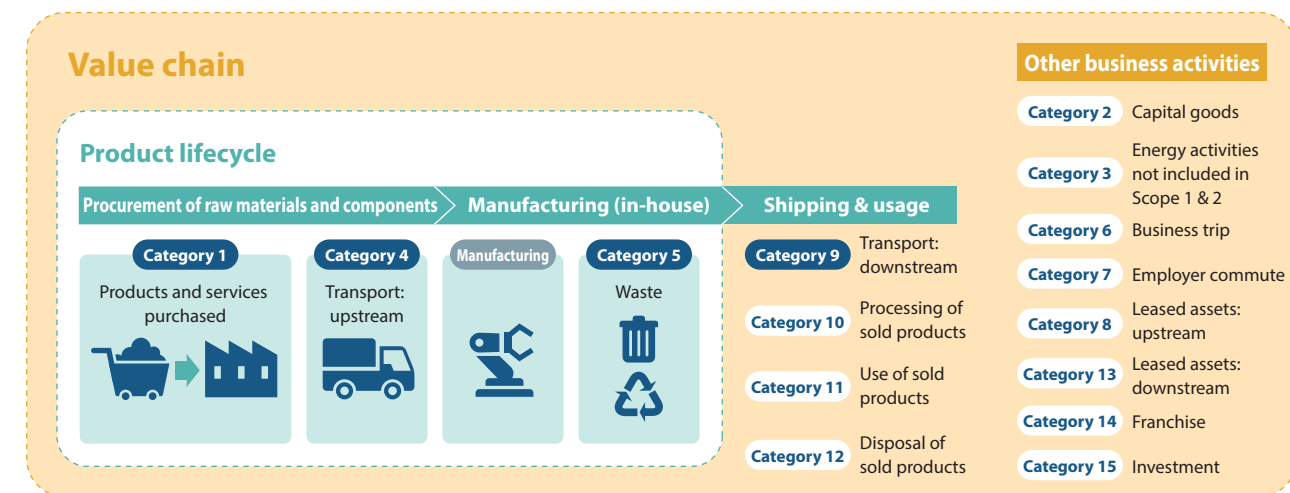 Value chain
Product lifecycle
Procurement of raw materials and components
Manufacturing (in-house)
Shipping & usage
Category 1
Products and services
purchased
Category 4
Transport:
upstream
Manufacturing
Category 5
Waste
Category 9
Transport:
downstream
Category 10
Processing of
sold products
Category 11
Use of sold
products
Category 12
Disposal of
sold products
Other business activities
Category 2
Capital goods
Category 3
Energy activities
not included in
Scope 1 & 2
Category 6
Business trip
Category 7
Employer commute
Category 8
Leased assets:
upstream
Category 13
Leased assets:
downstream
Category 14
Franchise
Category 15
Investment